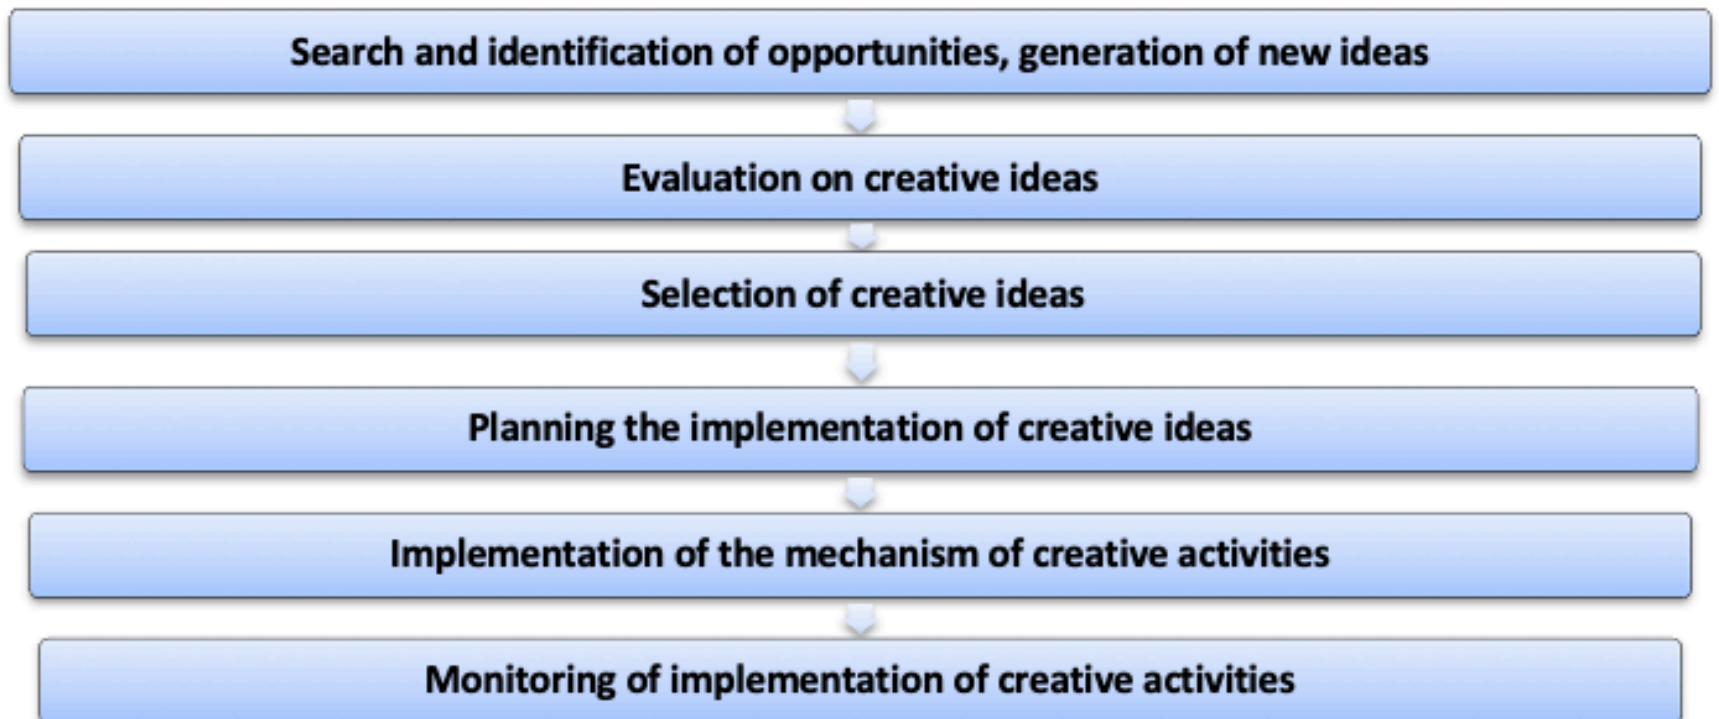 Search and identification of opportunities, generation of new ideas
Evaluation on creative ideas
Selection of creative ideas
Planning the implementation of creative ideas
Implementation of the mechanism of creative activities
Monitoring of implementation of creative activities